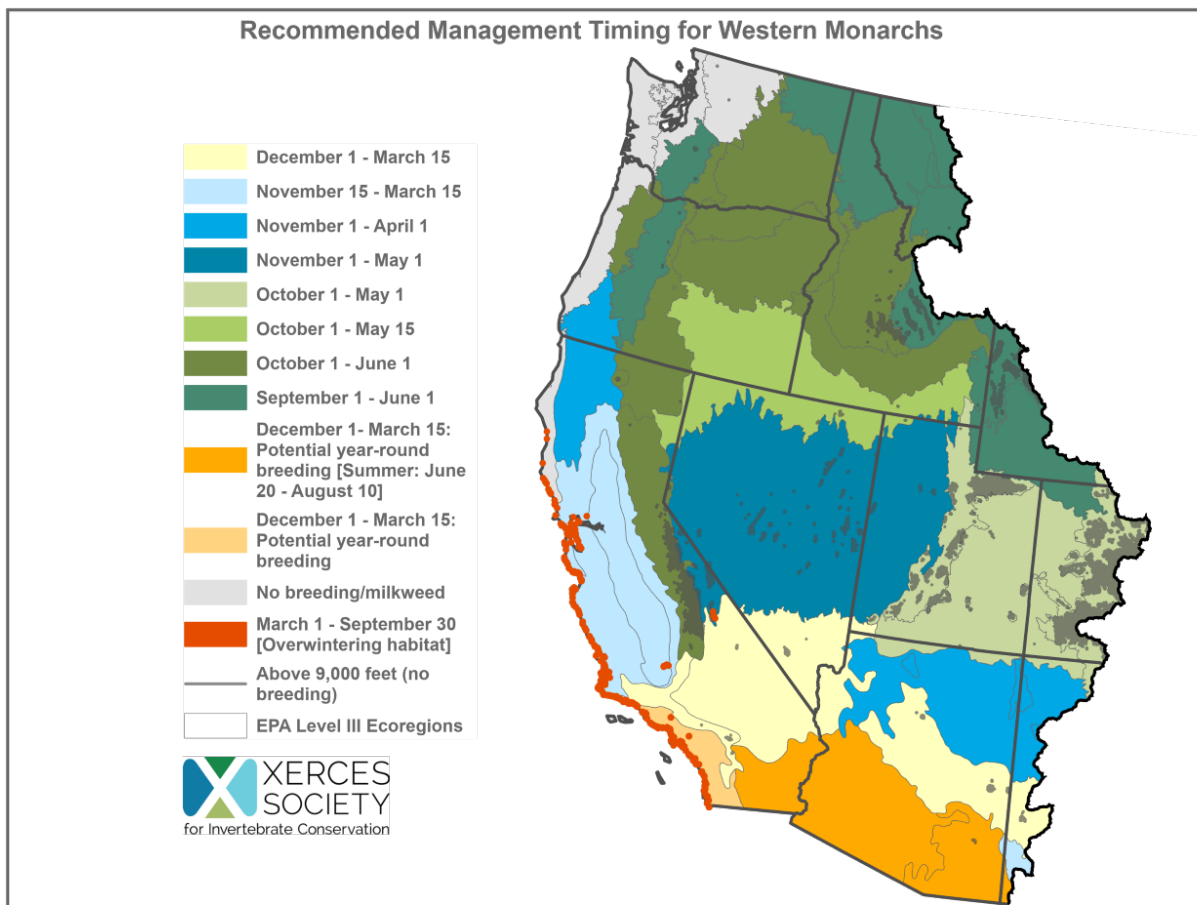 Recommended Management Timing for Western Monarchs
December 1 - March 15
November 15 - March 15
November 1 - April 1
November 1 - May 1
October 1 - May 1
October 1 - May 15
October 1 - June 1
September 1 - June 1
December 1- March 15:
Potential year-round
breeding [Summer: June
20 - August 10]
December 1 - March 15:
Potential year-round
breeding
No breeding/milkweed
March 1 - September 30
[Overwintering habitat]
Above 9,000 feet (no
breeding)
EPA Level III Ecoregions
XERCES
SOCIETY
for Invertebrate Conservation